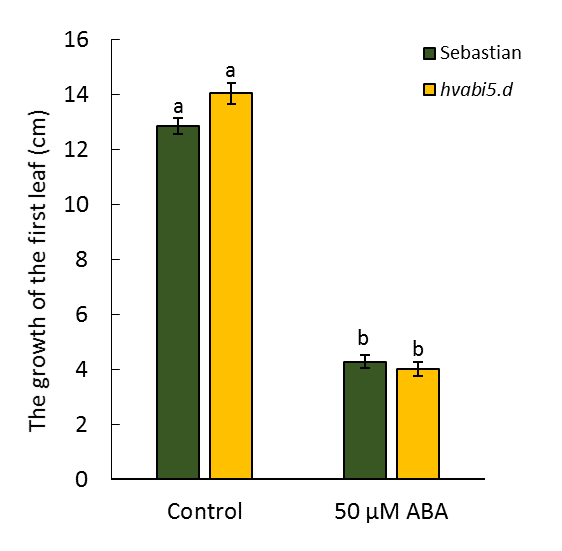 The growth of the first leaf (cm)
16
14
12
10
8
6
4
2
0
a
a
b
b
Control
50 µM ABA
Sebastian
hvabi5.d